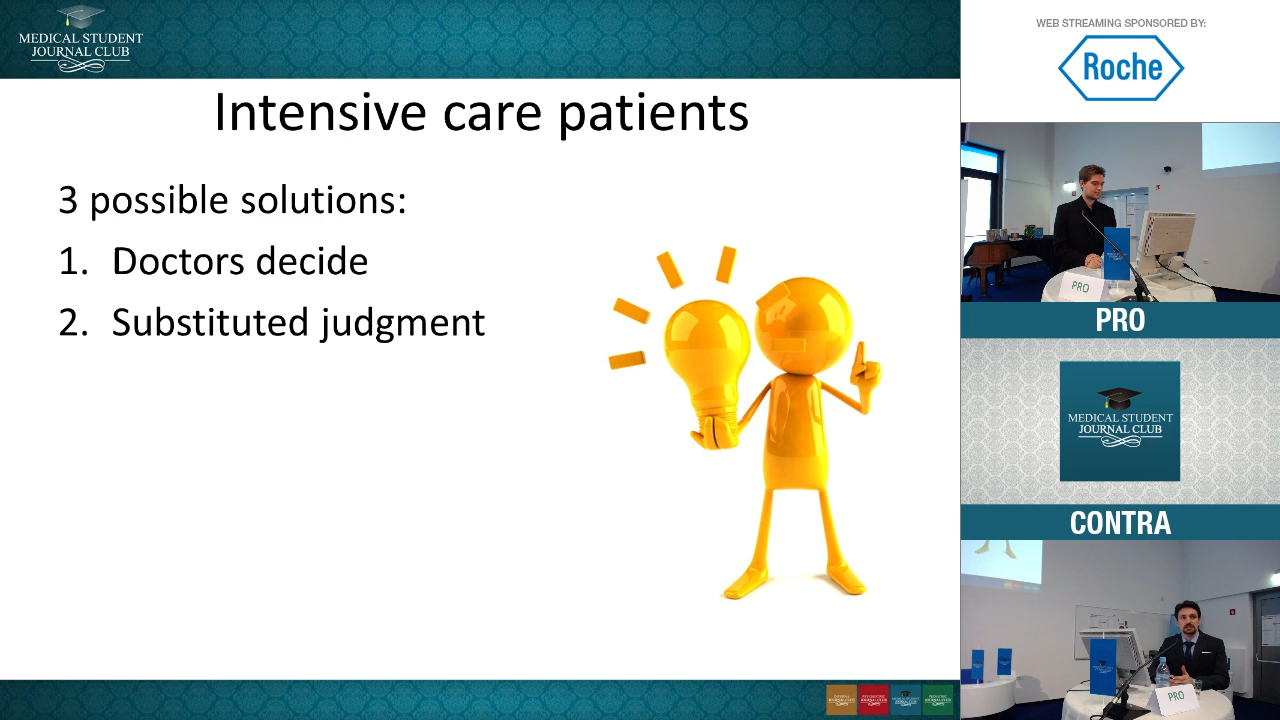 MEDICAL STUDENT
JOURNAL CLUB
Intensive care patients
3 possible solutions:
1. Doctors decide
2. Substituted judgment
WEB STREAMING SPONSORED BY:
Roche
PRO
PRO
MEDICAL STUDENT
JOURNAL CLUB
CONTRA
PRO